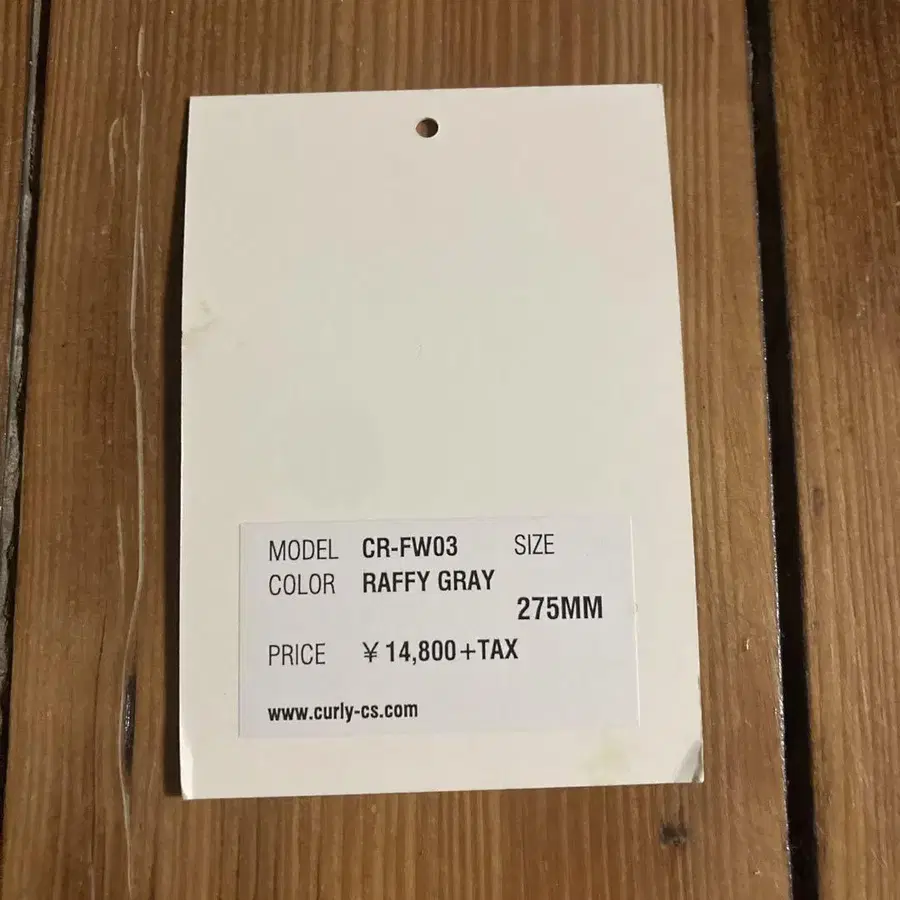 MODEL CR-FW03 SIZE
COLOR RAFFY GRAY
275MM
PRICE ¥14,800+TAX
www.curly-cs.com